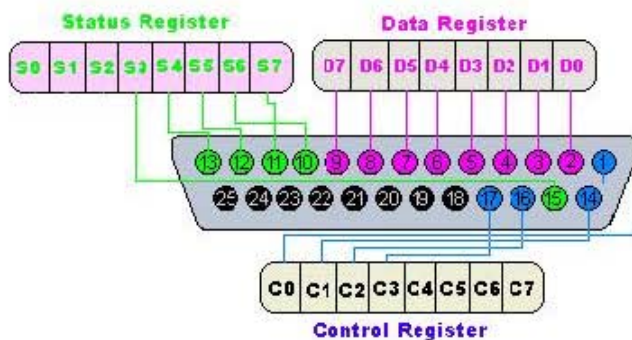 Status Register
Data Register
S0 S1 S2 S3 S4 S5 S6 S7
D7 D6 D5 D4 D3 D2 D1 D0
13 12 11 10 9 8 7 6 5 4 3 2 1
25 24 23 22 21 20 19 18 17 16 15 14
C0 C1 C2 C3 C4 C5 C6 C7
Control Register